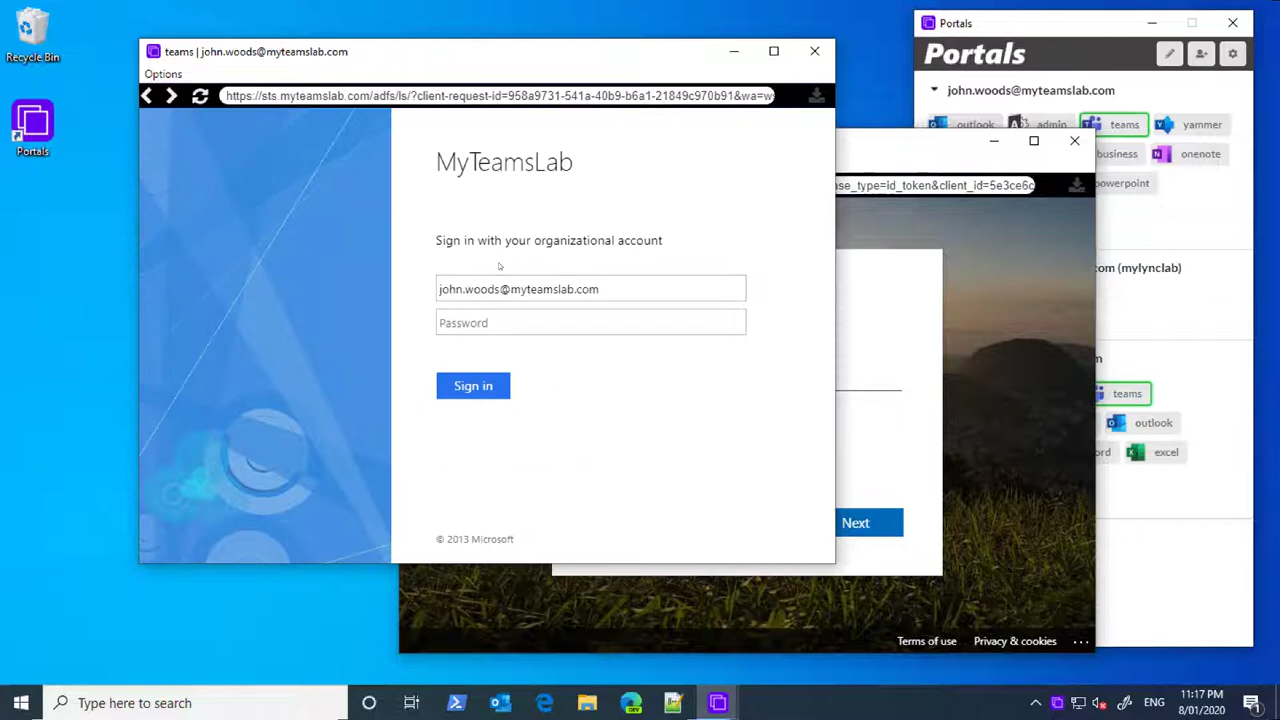 Recycle Bin
Portals
teams | john.woods@myteamslab.com
Options
https://sts.myteamslab.com/adfs/ls/?client-request-id=958a9731-541a-40b9-b6a1-21849c970b91&wa=ws
MyTeamsLab
Sign in with your organizational account
john.woods@myteamslab.com
Password
Sign in
© 2013 Microsoft
ase_type=id_token&client_id=5e3ce6c
Next
Terms of use Privacy & cookies ...
Portals
Portals
john.woods@myteamslab.com
outlook admin teams yammer
business onenote
powerpoint
com (mylynclab)
m
teams
outlook
ord excel
Type here to search
ENG
11:17 PM
8/01/2020
1